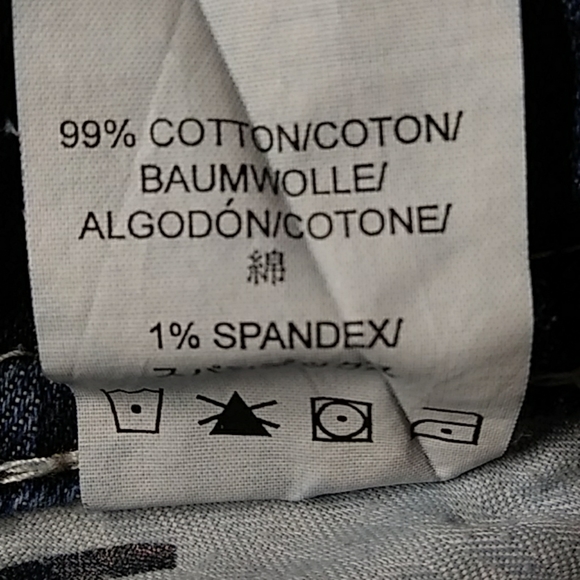 99% COTTON/COTON/
BAUMWOLLE/
ALGODÓN/COTONE/
綿
1% SPANDEX/